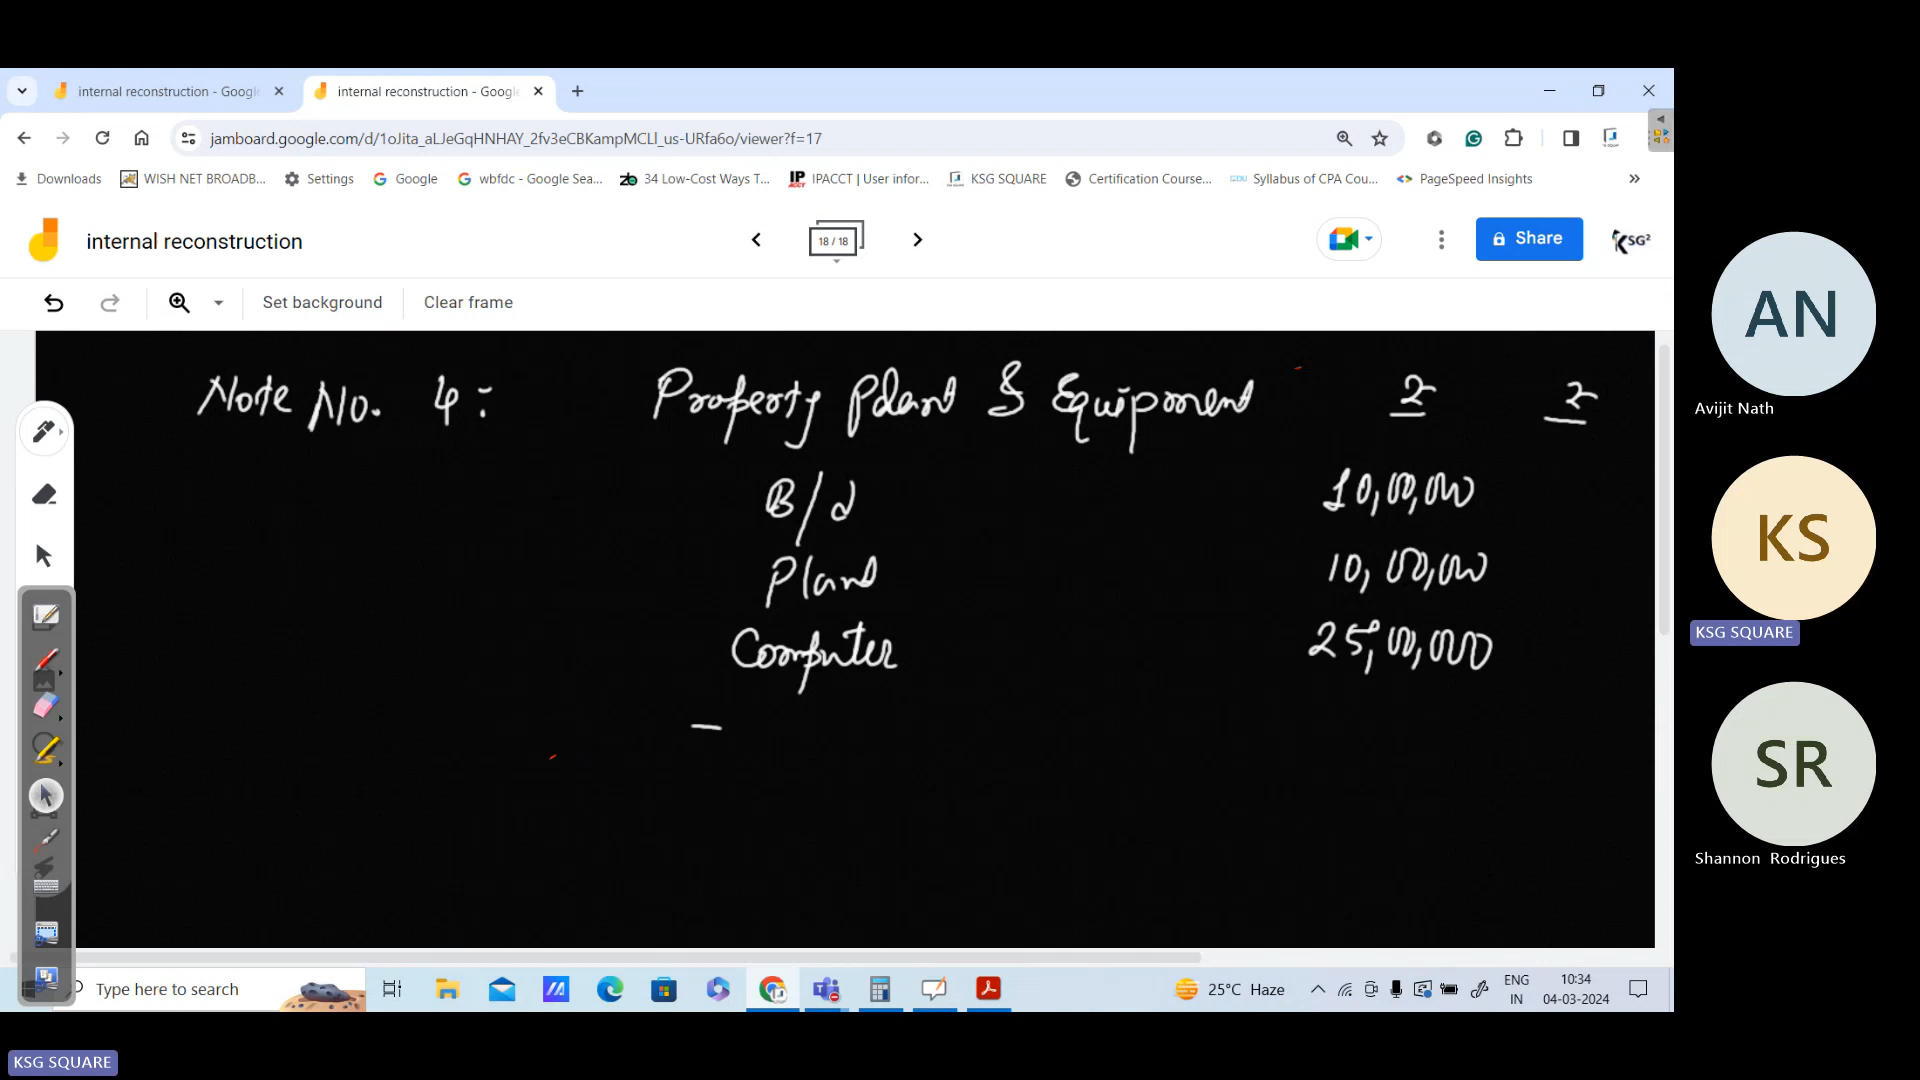 internal reconstruction - Google
internal reconstruction - Google
jamboard.google.com/d/1oJita_aLJeGqHNHAY_2fv3eCBKampMCLl_us-URfa6o/viewer?f=17
Downloads WISH NET BROADB... Settings Google wbfdc - Google Sea... 34 Low-Cost Ways T... IPACCT | User infor... KSG SQUARE Certification Course... Syllabus of CPA Cou... PageSpeed Insights
internal reconstruction 18 / 18 Share KSG²
Set background Clear frame
Note No. 4: Property Plant & Equipment ₹ ₹
B/d 10,00,000
Plant 10,00,000
Computer 25,00,000
AN
Avijit Nath
KS
KSG SQUARE
SR
Shannon Rodrigues
Type here to search 25°C Haze ENG IN 10:34 04-03-2024
KSG SQUARE